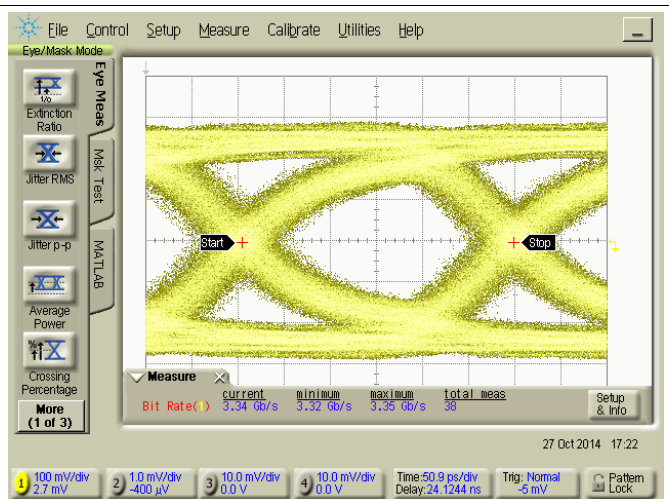 File Control Setup Measure Calibrate Utilities Help
Eye/Mask Mode
Eye Meas
Msk Test
MATLAB
1/0
Extinction
Ratio
Jitter RMS
Jitter p-p
Average
Power
%
Crossing
Percentage
More
(1 of 3)
Start
Stop
Measure
current minimum maximum total meas
Bit Rate(1) 3.34 Gb/s 3.32 Gb/s 3.35 Gb/s 38
Setup
& Info
27 Oct 2014 17:22
1 100 mV/div
2.7 mV
2 1.0 mV/div
-400 µV
3 10.0 mV/div
0.0 V
4 10.0 mV/div
0.0 V
Time:50.9 ps/div
Delay:24.1244 ns
Trig: Normal
-5 mV
Pattern
Lock